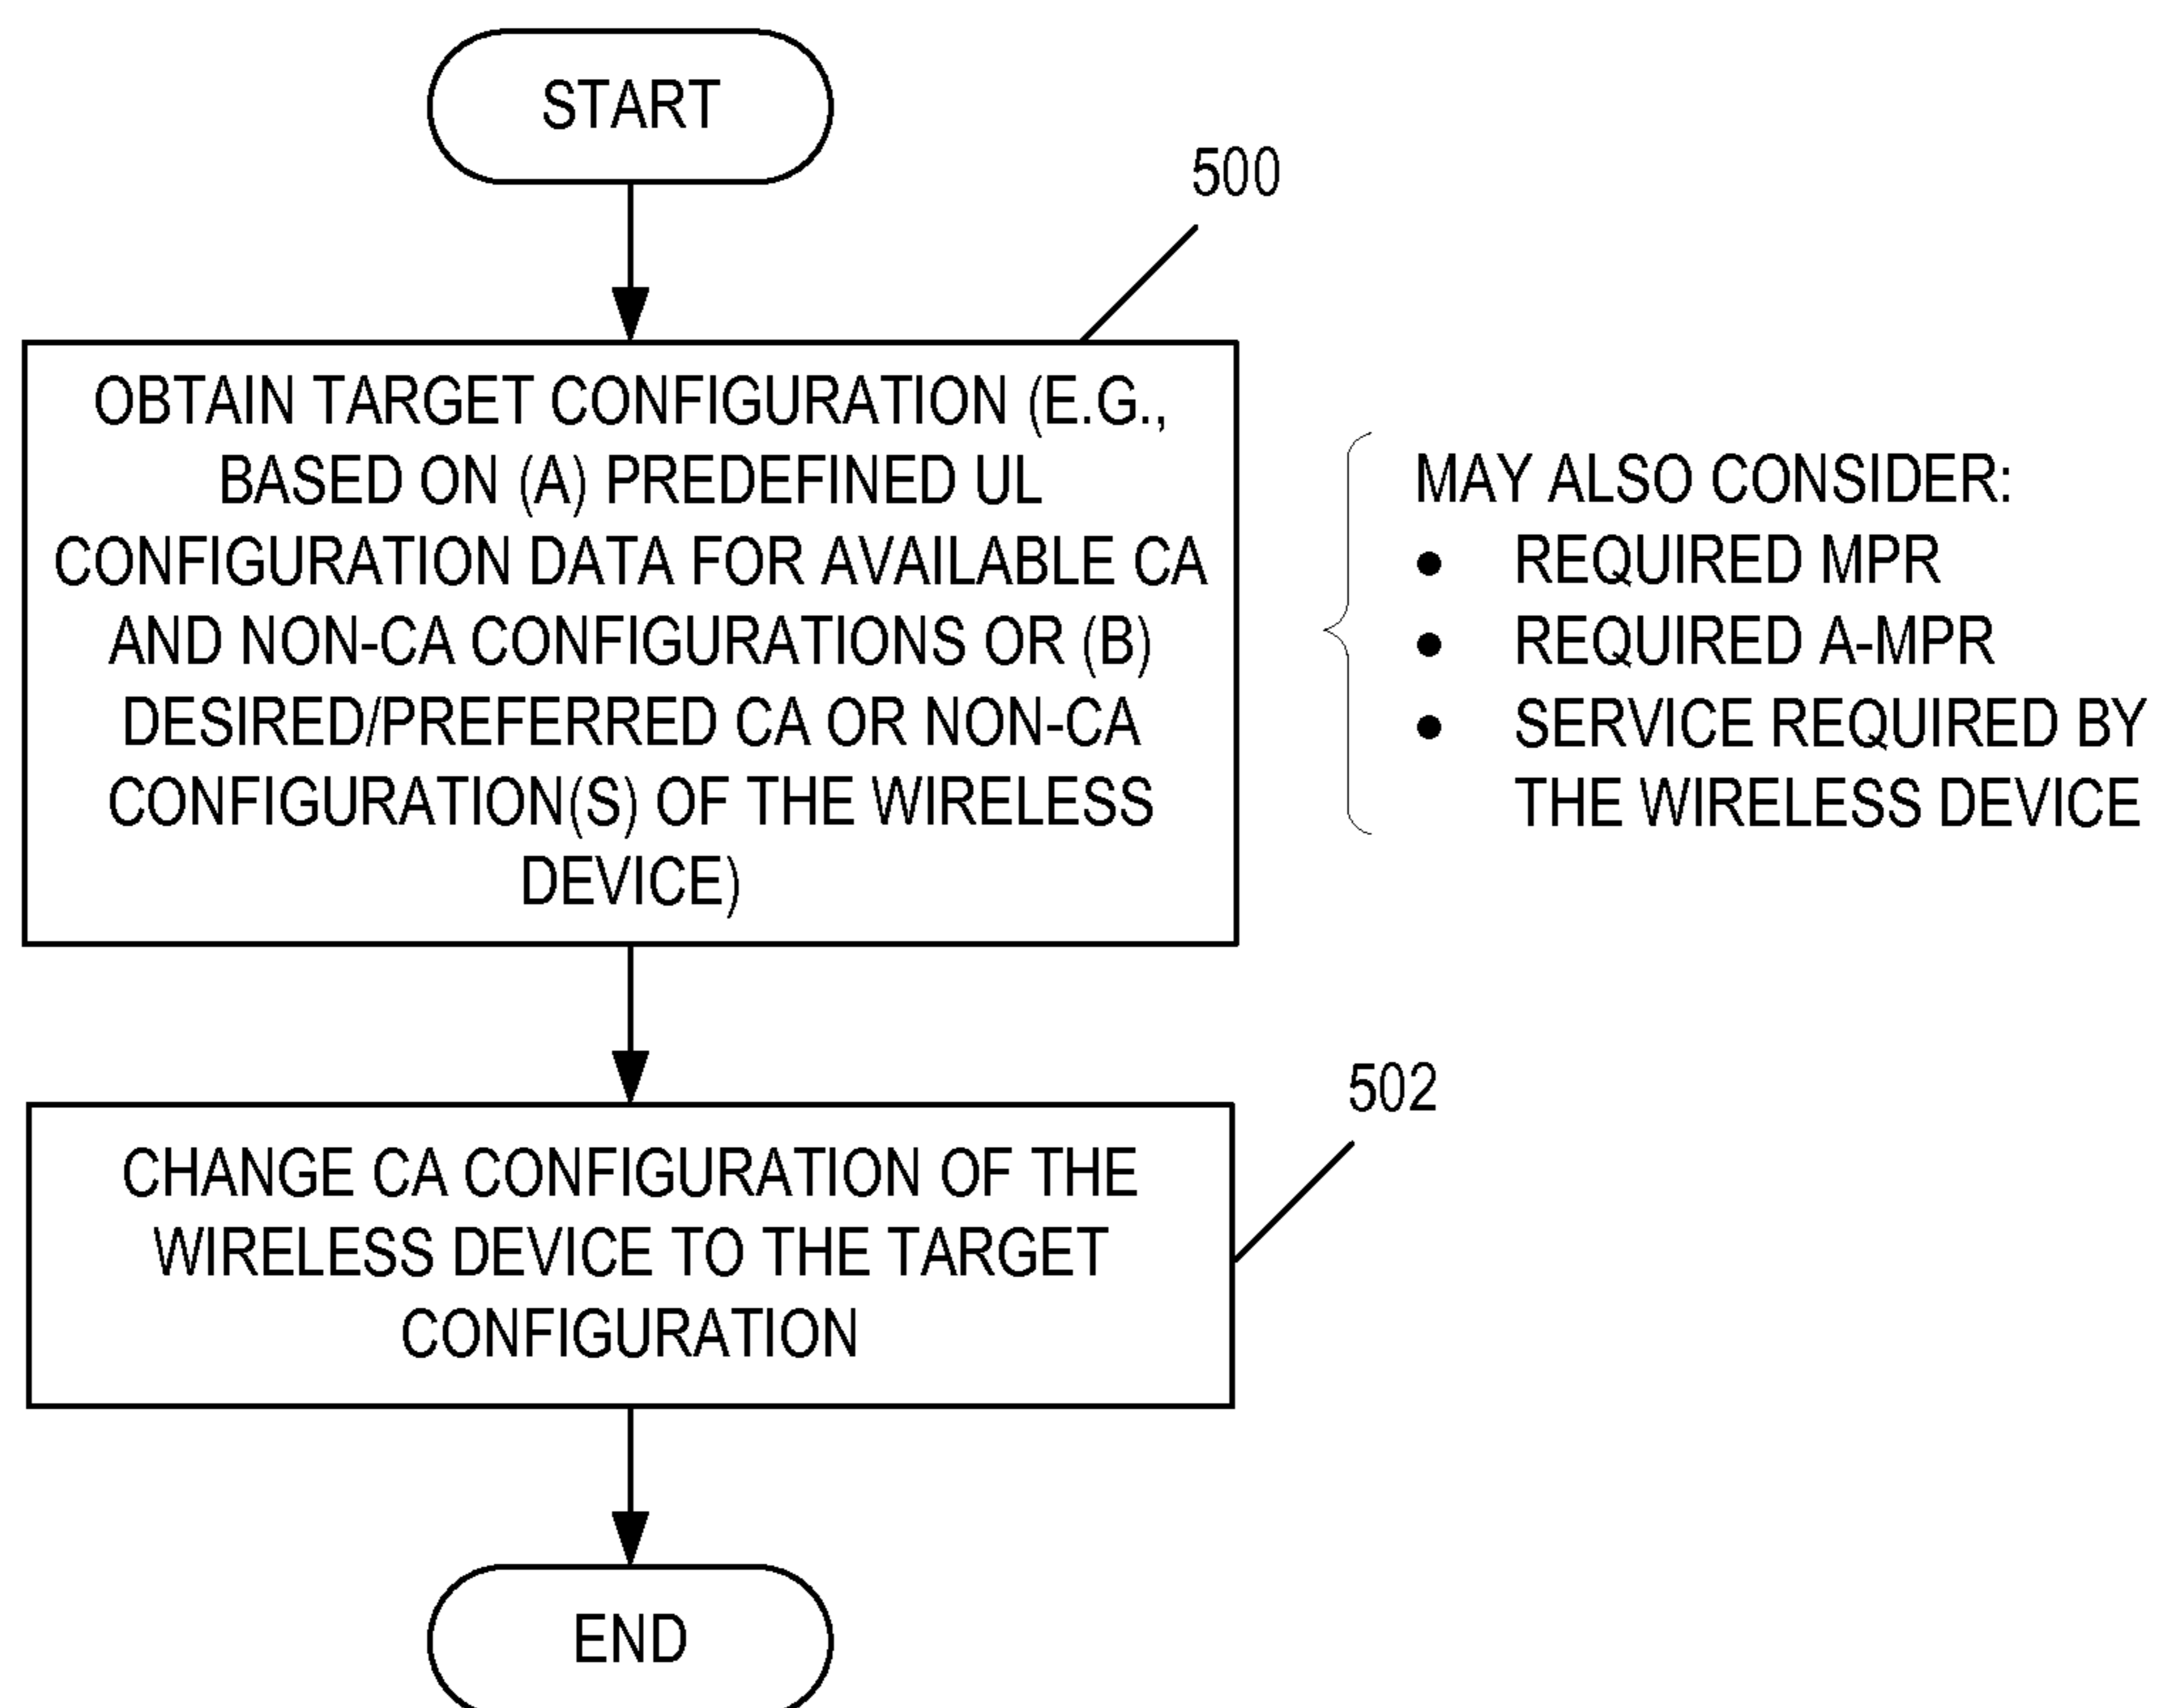 START
500
OBTAIN TARGET CONFIGURATION (E.G.,
BASED ON (A) PREDEFINED UL
CONFIGURATION DATA FOR AVAILABLE CA
AND NON-CA CONFIGURATIONS OR (B)
DESIRED/PREFERRED CA OR NON-CA
CONFIGURATION(S) OF THE WIRELESS
DEVICE)
MAY ALSO CONSIDER:
• REQUIRED MPR
• REQUIRED A-MPR
• SERVICE REQUIRED BY
THE WIRELESS DEVICE
502
CHANGE CA CONFIGURATION OF THE
WIRELESS DEVICE TO THE TARGET
CONFIGURATION
END